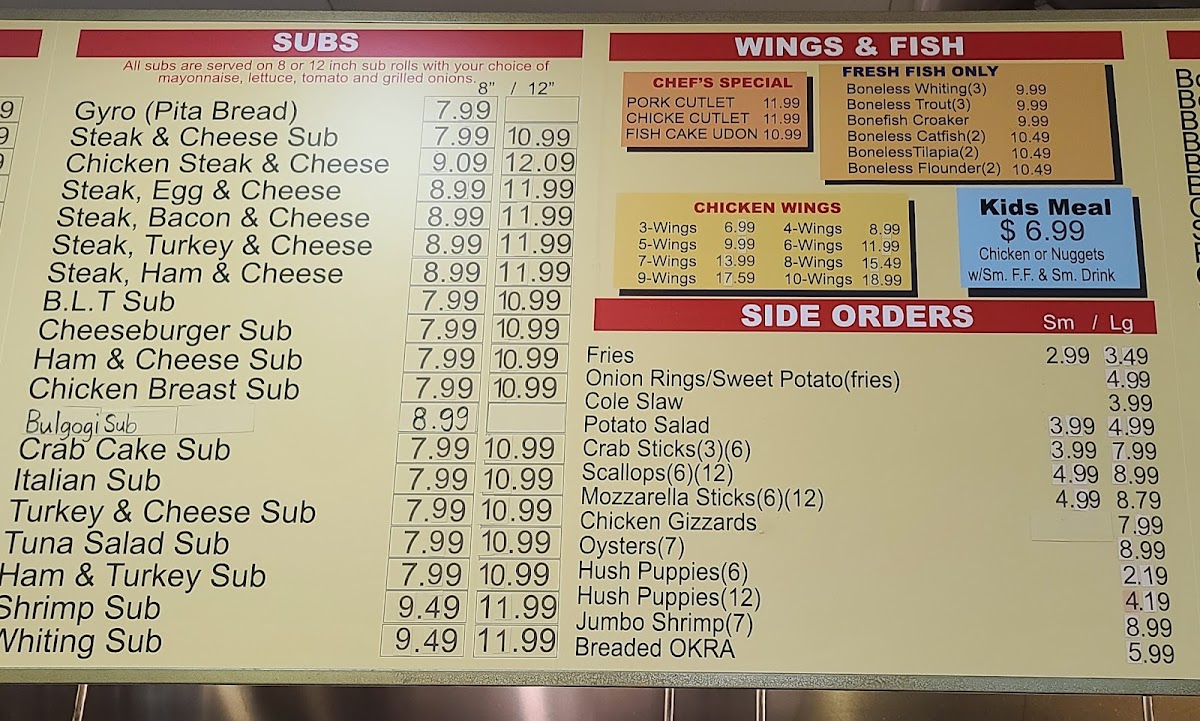 SUBS
All subs are served on 8 or 12 inch sub rolls with your choice of
mayonnaise, lettuce, tomato and grilled onions.
8" / 12"
Gyro (Pita Bread) 7.99
Steak & Cheese Sub 7.99 10.99
Chicken Steak & Cheese 9.09 12.09
Steak, Egg & Cheese 8.99 11.99
Steak, Bacon & Cheese 8.99 11.99
Steak, Turkey & Cheese 8.99 11.99
Steak, Ham & Cheese 8.99 11.99
B.L.T Sub 7.99 10.99
Cheeseburger Sub 7.99 10.99
Ham & Cheese Sub 7.99 10.99
Chicken Breast Sub 7.99 10.99
Bulgogi Sub 8.99
Crab Cake Sub 7.99 10.99
Italian Sub 7.99 10.99
Turkey & Cheese Sub 7.99 10.99
Tuna Salad Sub 7.99 10.99
Ham & Turkey Sub 7.99 10.99
Shrimp Sub 9.49 11.99
Whiting Sub 9.49 11.99
WINGS & FISH
CHEF'S SPECIAL
PORK CUTLET 11.99
CHICKE CUTLET 11.99
FISH CAKE UDON 10.99
FRESH FISH ONLY
Boneless Whiting(3) 9.99
Boneless Trout(3) 9.99
Bonefish Croaker 9.99
Boneless Catfish(2) 10.49
BonelessTilapia(2) 10.49
Boneless Flounder(2) 10.49
CHICKEN WINGS
3-Wings 6.99 4-Wings 8.99
5-Wings 9.99 6-Wings 11.99
7-Wings 13.99 8-Wings 15.49
9-Wings 17.59 10-Wings 18.99
Kids Meal
$ 6.99
Chicken or Nuggets
w/Sm. F.F. & Sm. Drink
SIDE ORDERS Sm / Lg
Fries 2.99 3.49
Onion Rings/Sweet Potato(fries) 4.99
Cole Slaw 3.99
Potato Salad 3.99 4.99
Crab Sticks(3)(6) 3.99 7.99
Scallops(6)(12) 4.99 8.99
Mozzarella Sticks(6)(12) 4.99 8.79
Chicken Gizzards 7.99
Oysters(7) 8.99
Hush Puppies(6) 2.19
Hush Puppies(12) 4.19
Jumbo Shrimp(7) 8.99
Breaded OKRA 5.99